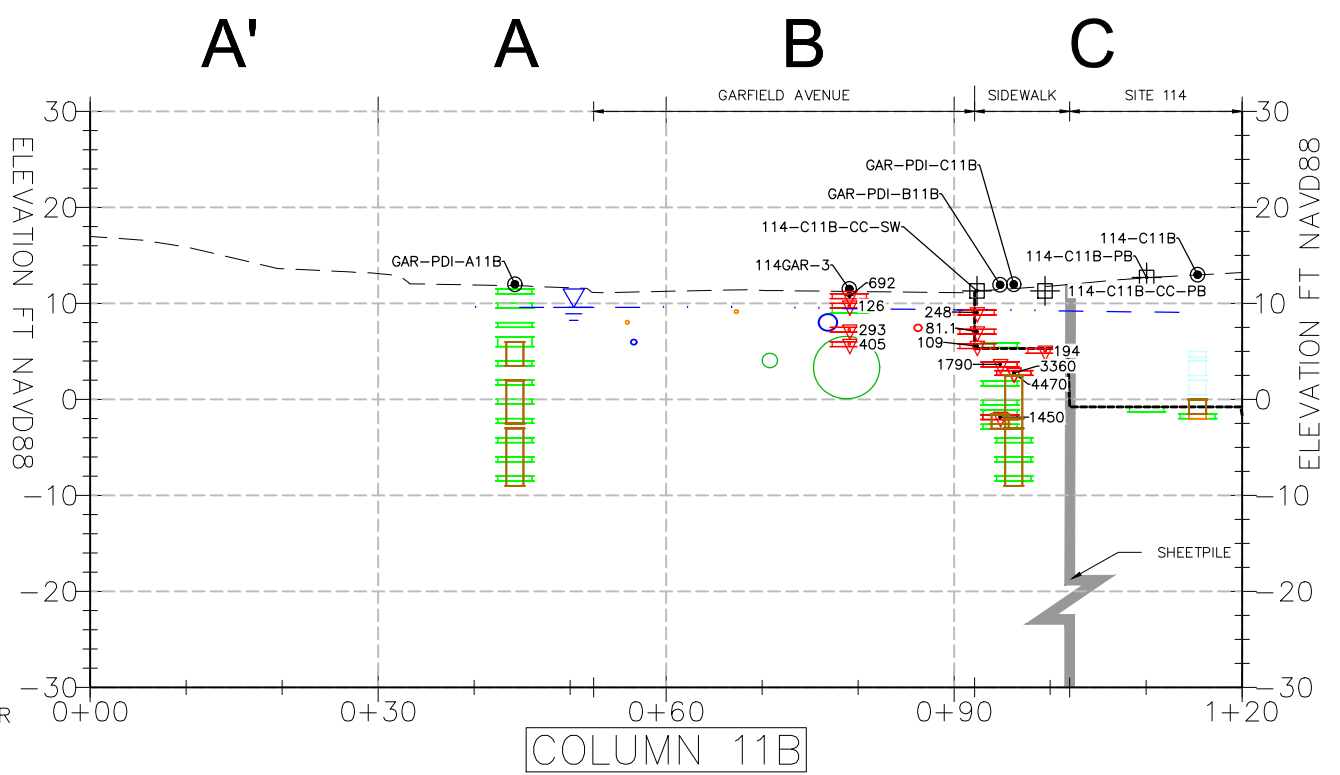 A' A B C
GARFIELD AVENUE SIDEWALK SITE 114
30 30
GAR-PDI-C11B
20 GAR-PDI-B11B 20
114-C11B-CC-SW
114-C11B
114-C11B-PB
GAR-PDI-A11B 114GAR-3
692 114-C11B-CC-PB
10 126 248 10
293 81.1
405 109 194
1790 3360
4470
0 0
1450
-10 -10
SHEETPILE
-20 -20
-30 -30
ELEVATION FT NAVD88
ELEVATION FT NAVD88
R 0+00 0+30 0+60 0+90 1+20
COLUMN 11B